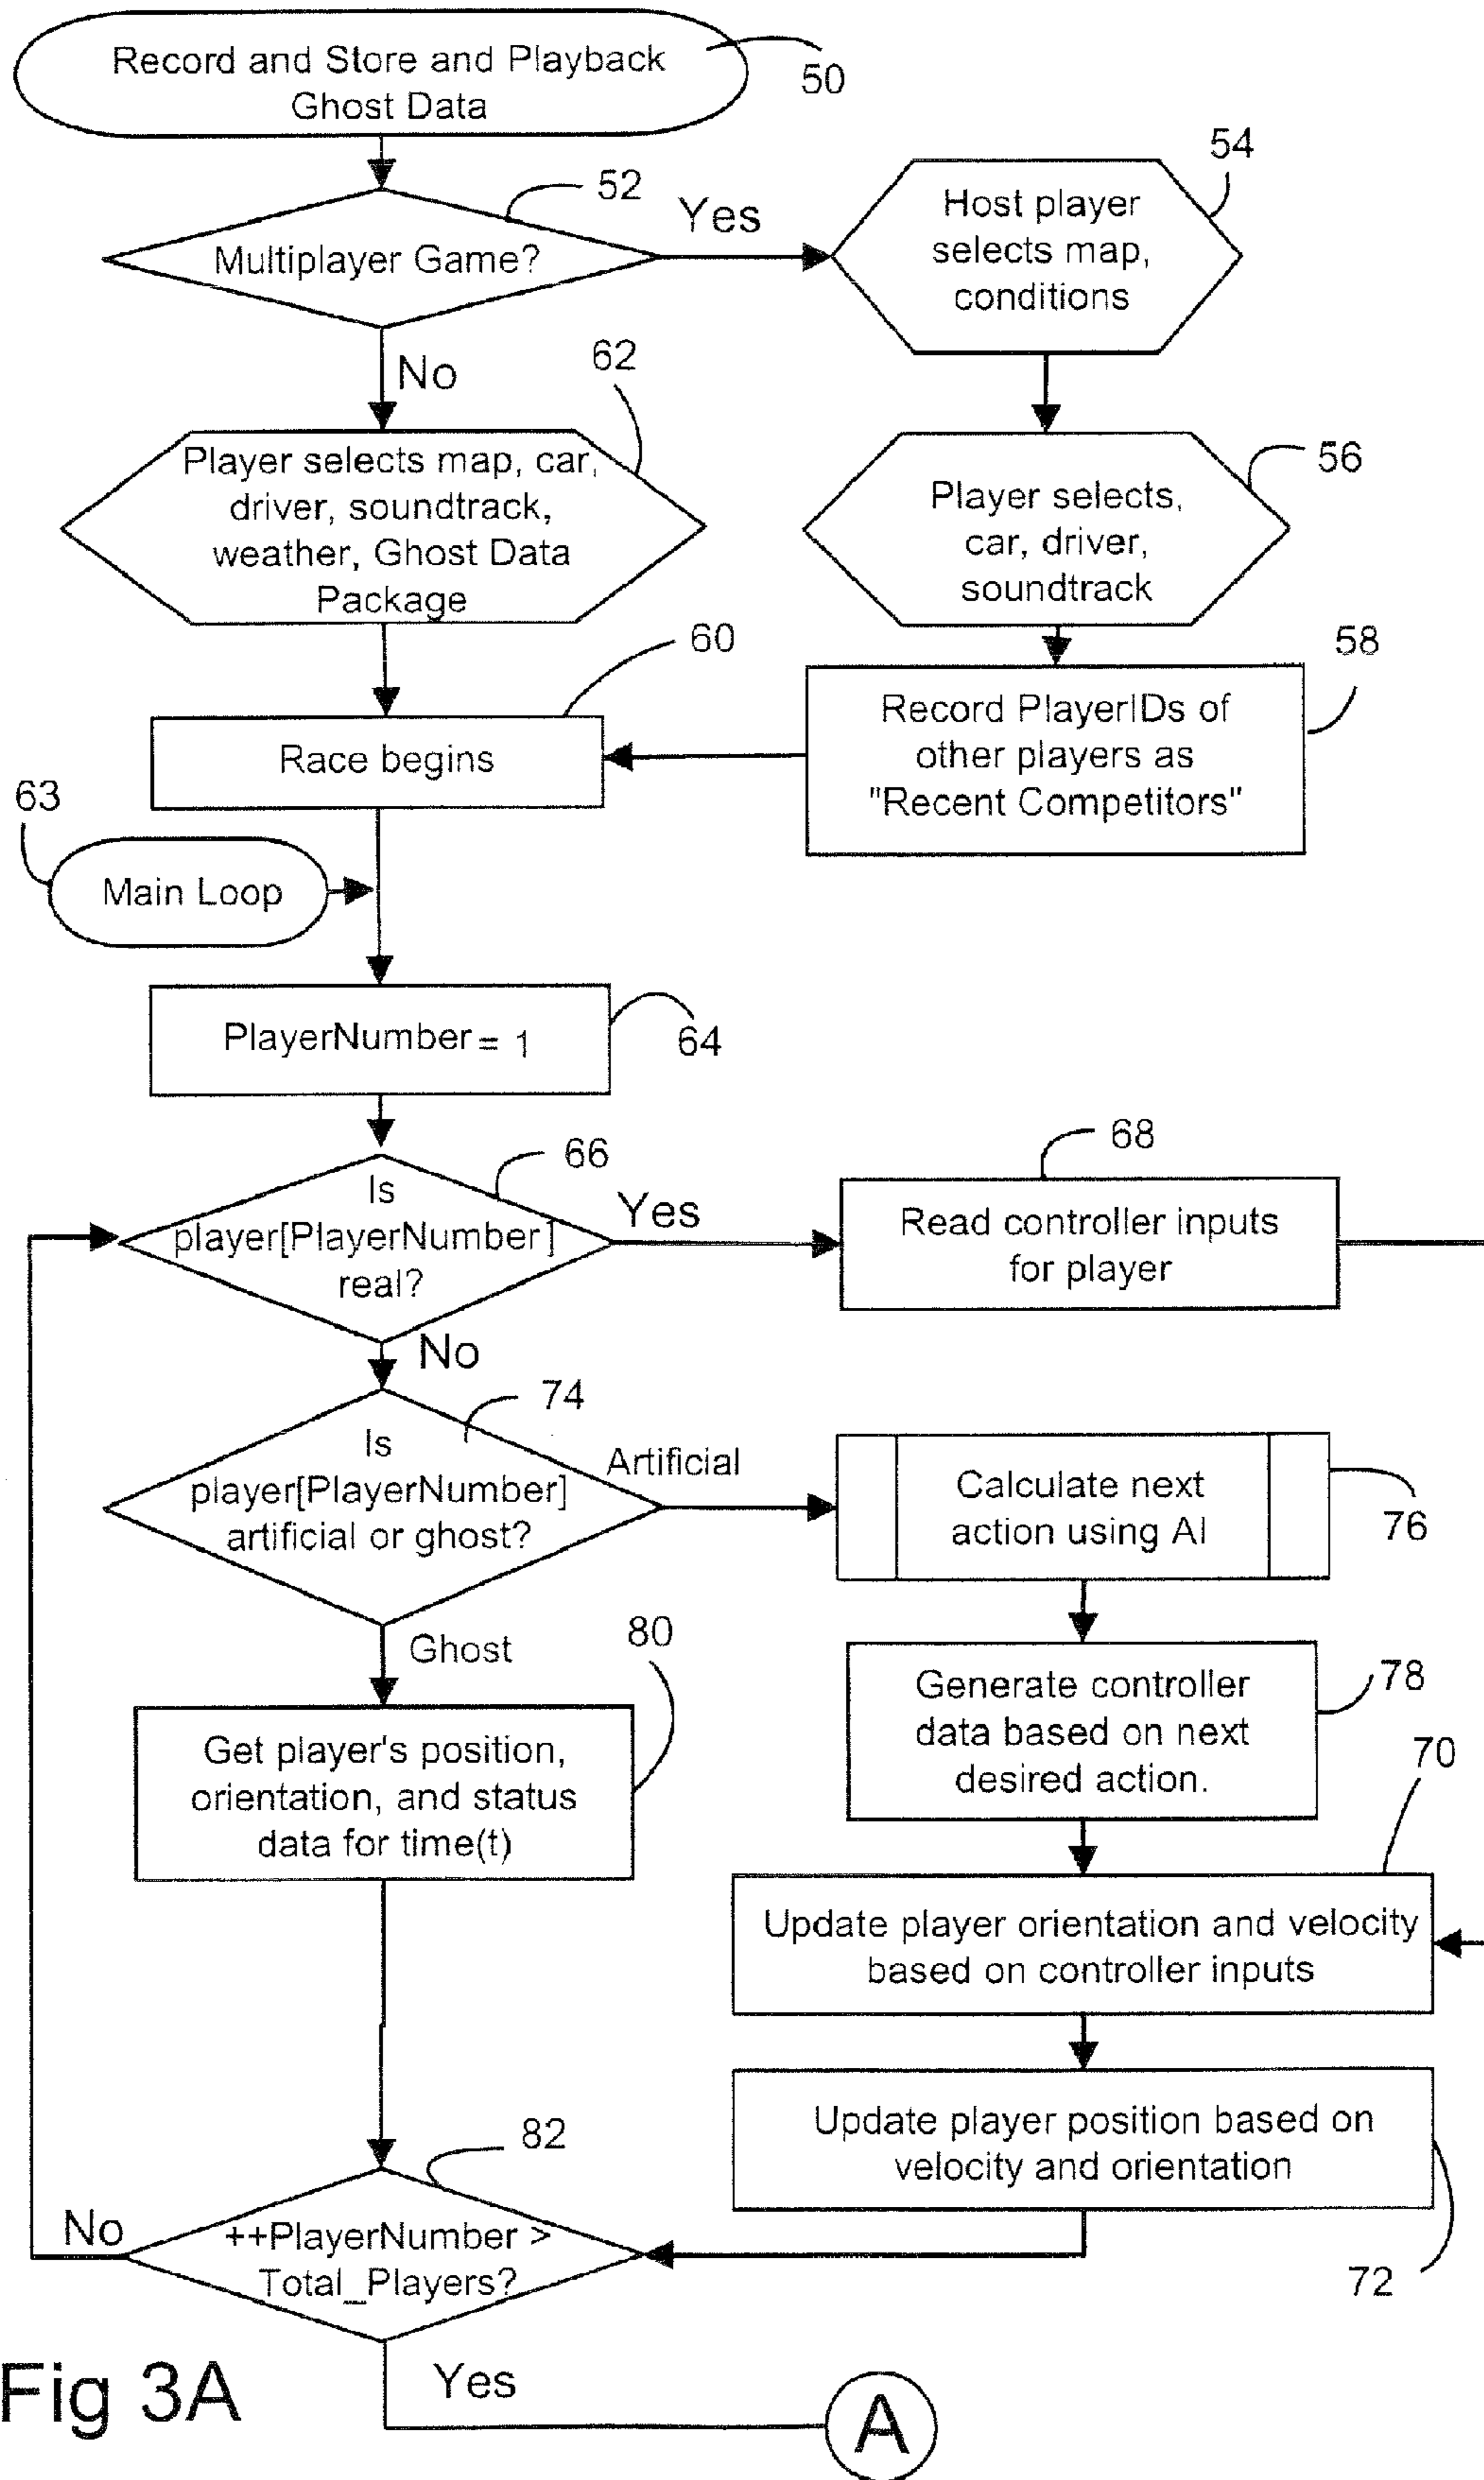 Record and Store and Playback
Ghost Data
50
52
Multiplayer Game?
Yes
54
Host player
selects map,
conditions
No
62
Player selects map, car,
driver, soundtrack,
weather, Ghost Data
Package
56
Player selects,
car, driver,
soundtrack
60
Race begins
58
Record PlayerIDs of
other players as
"Recent Competitors"
63
Main Loop
PlayerNumber = 1
64
66
Is
player[PlayerNumber]
real?
Yes
68
Read controller inputs
for player
No
74
Is
player[PlayerNumber]
artificial or ghost?
Artificial
Calculate next
action using AI
76
Ghost
80
Get player's position,
orientation, and status
data for time(t)
Generate controller
data based on next
desired action.
78
70
Update player orientation and velocity
based on controller inputs
Update player position based on
velocity and orientation
72
82
++PlayerNumber >
Total_Players?
No
Yes
A
Fig 3A